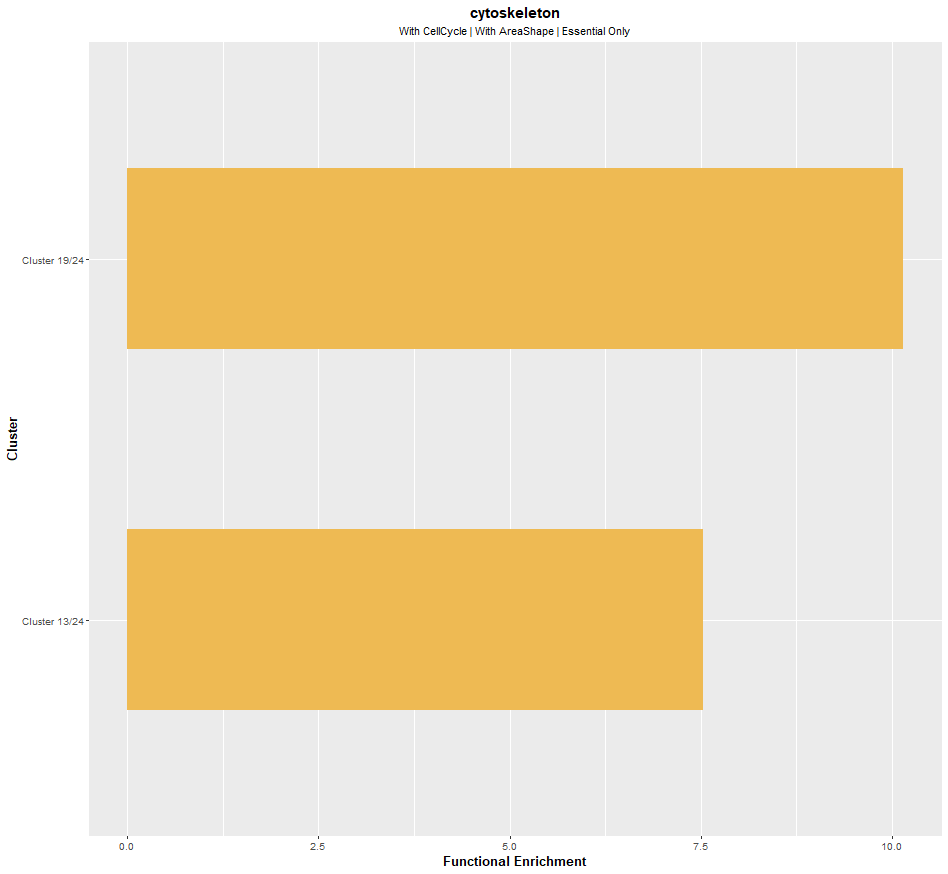 cytoskeleton
With CellCycle | With AreaShape | Essential Only
Cluster
Cluster 19/24
Cluster 13/24
0.0 2.5 5.0 7.5 10.0
Functional Enrichment